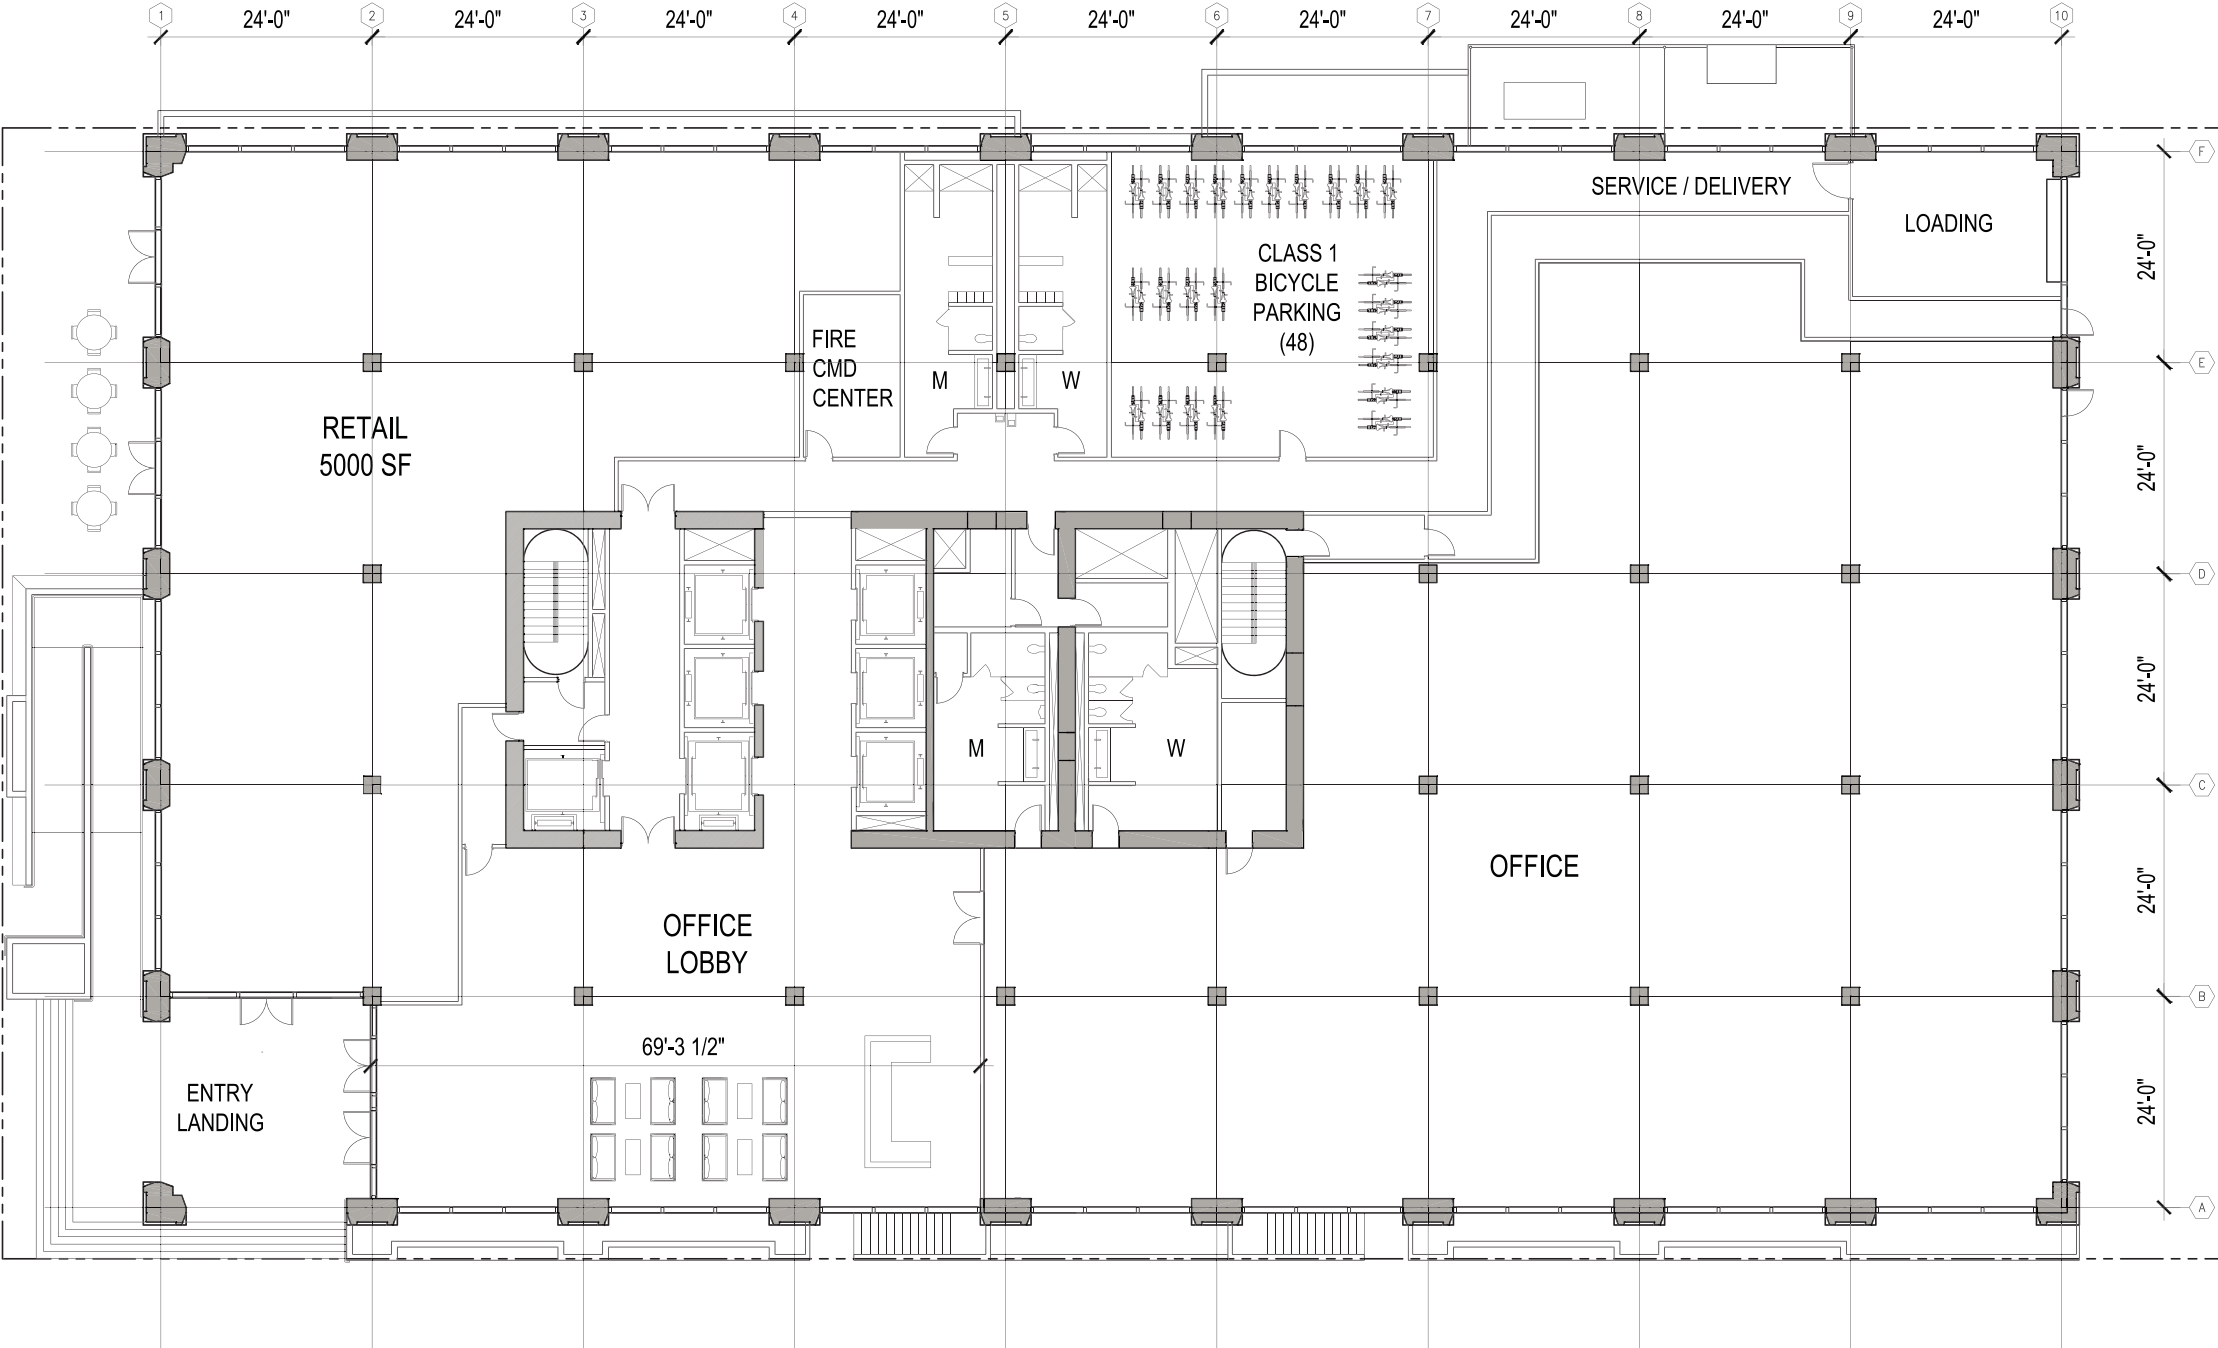 1 2 3 4 5 6 7 8 9 10
24'-0" 24'-0" 24'-0" 24'-0" 24'-0" 24'-0" 24'-0" 24'-0" 24'-0"
F
SERVICE / DELIVERY
LOADING
24'-0"
CLASS 1
BICYCLE
PARKING
(48)
FIRE
CMD
CENTER
M
W
E
RETAIL
5000 SF
24'-0"
D
24'-0"
M
W
C
OFFICE
24'-0"
OFFICE
LOBBY
B
69'-3 1/2"
ENTRY
LANDING
24'-0"
A